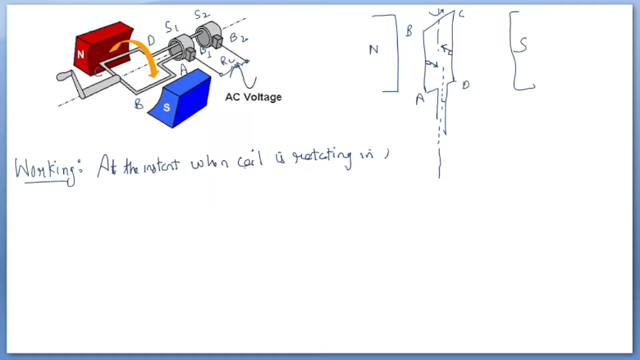 S1 S2
N D B1 B2
C A R
AC Voltage
B S
C
B
N S
A D
Working: At the instant when coil is rotating in